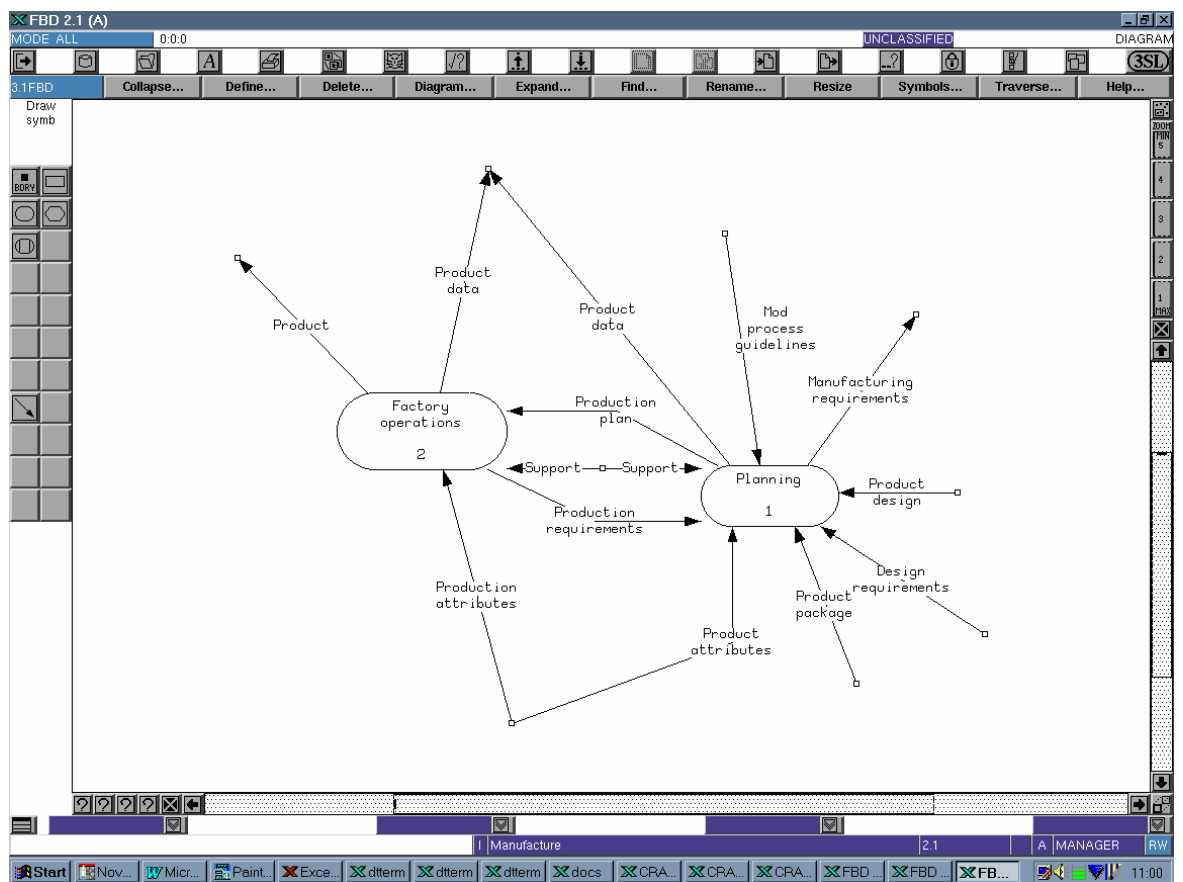 FBD 2.1 (A)
MODE ALL 0:0:0 UNCLASSIFIED DIAGRAM
A √? ..? 3SL
3.1FBD Collapse... Define... Delete... Diagram... Expand... Find... Rename... Resize Symbols... Traverse... Help...
Draw
symb
ZOOM
MIN
5
BDRY
4
3
2
1
MAX
Product
data
Product
Product
data
Mod
process
guidelines
Manufacturing
requirements
Factory
operations
2
Production
plan
Support Support
Planning
1
Product
design
Production
requirements
Design
requirements
Product
package
Production
attributes
Product
attributes
? ? ? ?
I Manufacture 2.1 A MANAGER RW
Start Nov... Micr... Paint... Exce... dtterm dtterm dtterm docs CRA... CRA... CRA... FBD ... FBD ... FB... 11:00